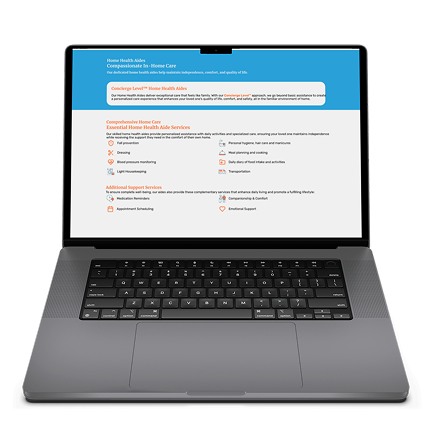 Home Health Aides
Compassionate In - Home Care
Our dedicated home health aides help maintain independence, comfort, and quality of life.
Concierge Level™ Home Health Aides
Our Home Health Aides deliver exceptional care that feels like family. With our Concierge Level™ approach, we go beyond basic assistance to create
a personalized care experience that enhances your loved one's quality of life, comfort, and safety, all in the familiar environment of home.
Comprehensive Home Care
Essential Home Health Aide Services
Our skilled home health aides provide personalized assistance with daily activities and specialized care, ensuring your loved one maintains independence
while receiving the support they need in the comfort of their own home.
Fall prevention
Personal hygiene, hair care and manicures
Dressing
Meal planning and cooking
Blood pressure monitoring
Daily diary of food intake and activities
Light Housekeeping
Transportation
Additional Support Services
To ensure complete well-being, our aides also provide these complementary services that enhance daily living and promote a fulfilling lifestyle.
Medication Reminders
Companionship & Comfort
Appointment Scheduling
Emotional Support
Q W E R T Y U I O P
A S D F G H J K L
Z X C V B N M